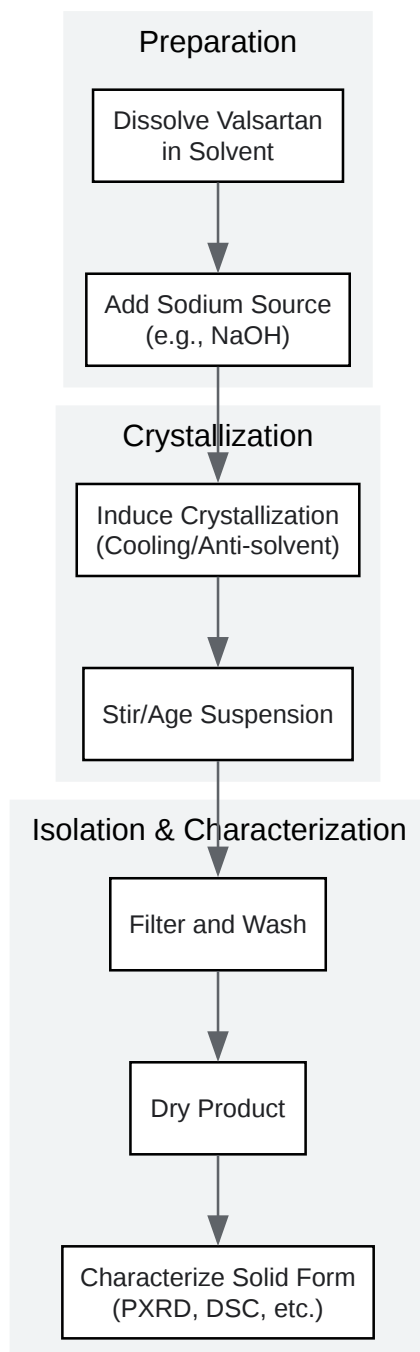 Preparation
Dissolve Valsartan
in Solvent
Add Sodium Source
(e.g., NaOH)
Crystallization
Induce Crystallization
(Cooling/Anti-solvent)
Stir/Age Suspension
Isolation & Characterization
Filter and Wash
Dry Product
Characterize Solid Form
(PXRD, DSC, etc.)